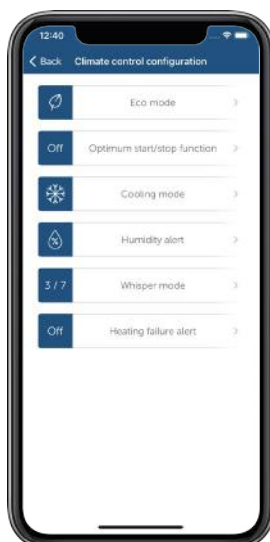 12:40
Back Climate control configuration
Eco mode
Off Optimum start/stop function
Cooling mode
% Humidity alert
3 / 7 Whisper mode
Off Heating failure alert